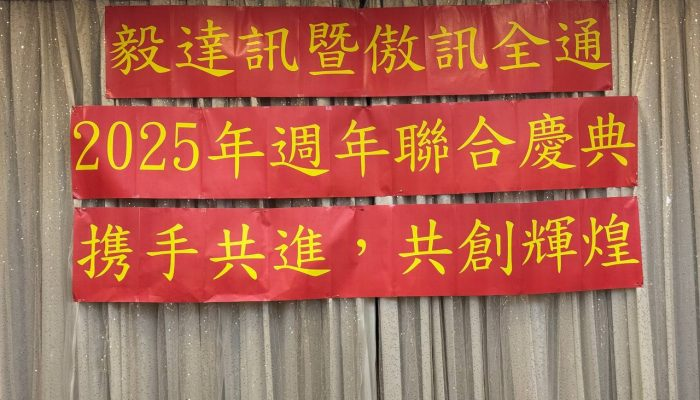 毅達訊暨傲訊全通
2025年週年聯合慶典
攜手共進，共創輝煌